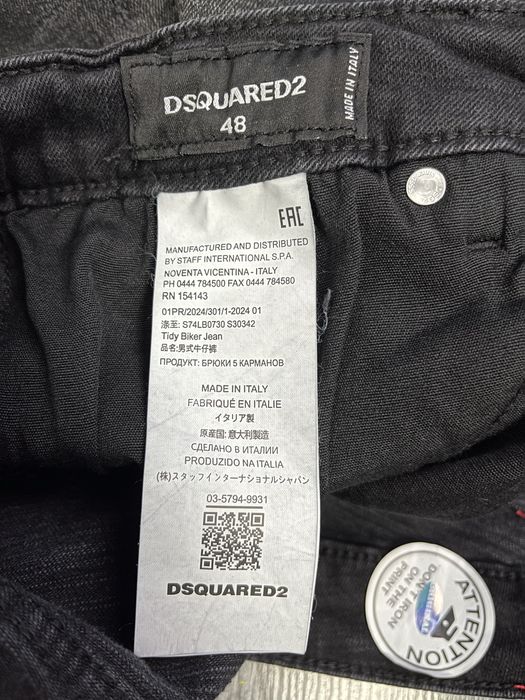 DSQUARED2
48
MADE IN ITALY
EAC
MANUFACTURED AND DISTRIBUTED
BY STAFF INTERNATIONAL S.P.A.
NOVENTA VICENTINA - ITALY
PH 0444 784500 FAX 0444 784580
RN 154143
01PR/2024/301/1-2024 01
涤至: S74LB0730 S30342
Tidy Biker Jean
品名:男式牛仔裤
ПРОДУКТ: БРЮКИ 5 КАРМАНОВ
MADE IN ITALY
FABRIQUÉ EN ITALIE
イタリア製
原産国: 意大利製造
СДЕЛАНО В ИТАЛИИ
PRODUZIDO NA ITALIA
(株)スタッフインターナショナルジャパン
03-5794-9931
DSQUARED2
ATTENTION
DON'T IRON
ON THE
PRINT